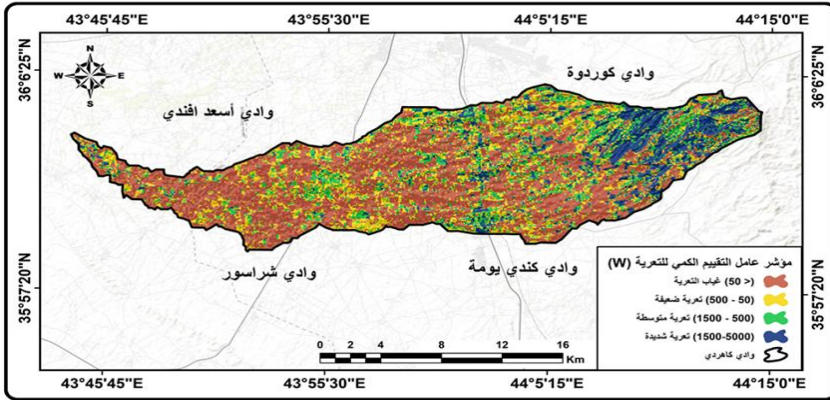 43°45'45"E 43°55'30"E 44°5'15"E 44°15'0"E
36°6'25"N
36°6'25"N
N
W E
S
وادي كوردوة
وادي أسعد افندي
وادي شراسور
وادي كندي يومة
35°57'20"N
35°57'20"N
مؤشر عامل التقييم الكمي للتعرية (W)
(< 50) غياب التعرية
(50 - 500) تعرية ضعيفة
(500 - 1500) تعرية متوسطة
(1500-5000) تعرية شديدة
وادي كاهردي
0 2 4 8 12 16
Km
43°45'45"E 43°55'30"E 44°5'15"E 44°15'0"E